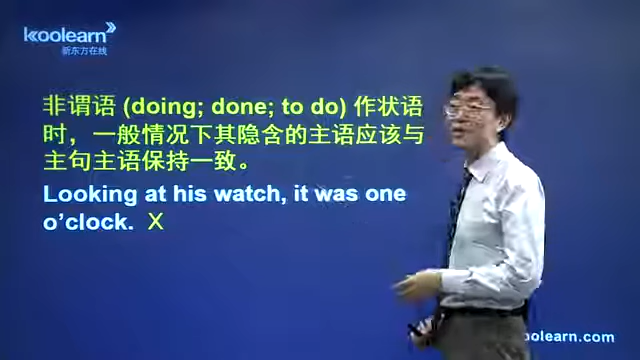 koolearn
新东方在线
非谓语 (doing; done; to do) 作状语
时，一般情况下其隐含的主语应该与
主句主语保持一致。
Looking at his watch, it was one
o’clock. X
oolearn.com